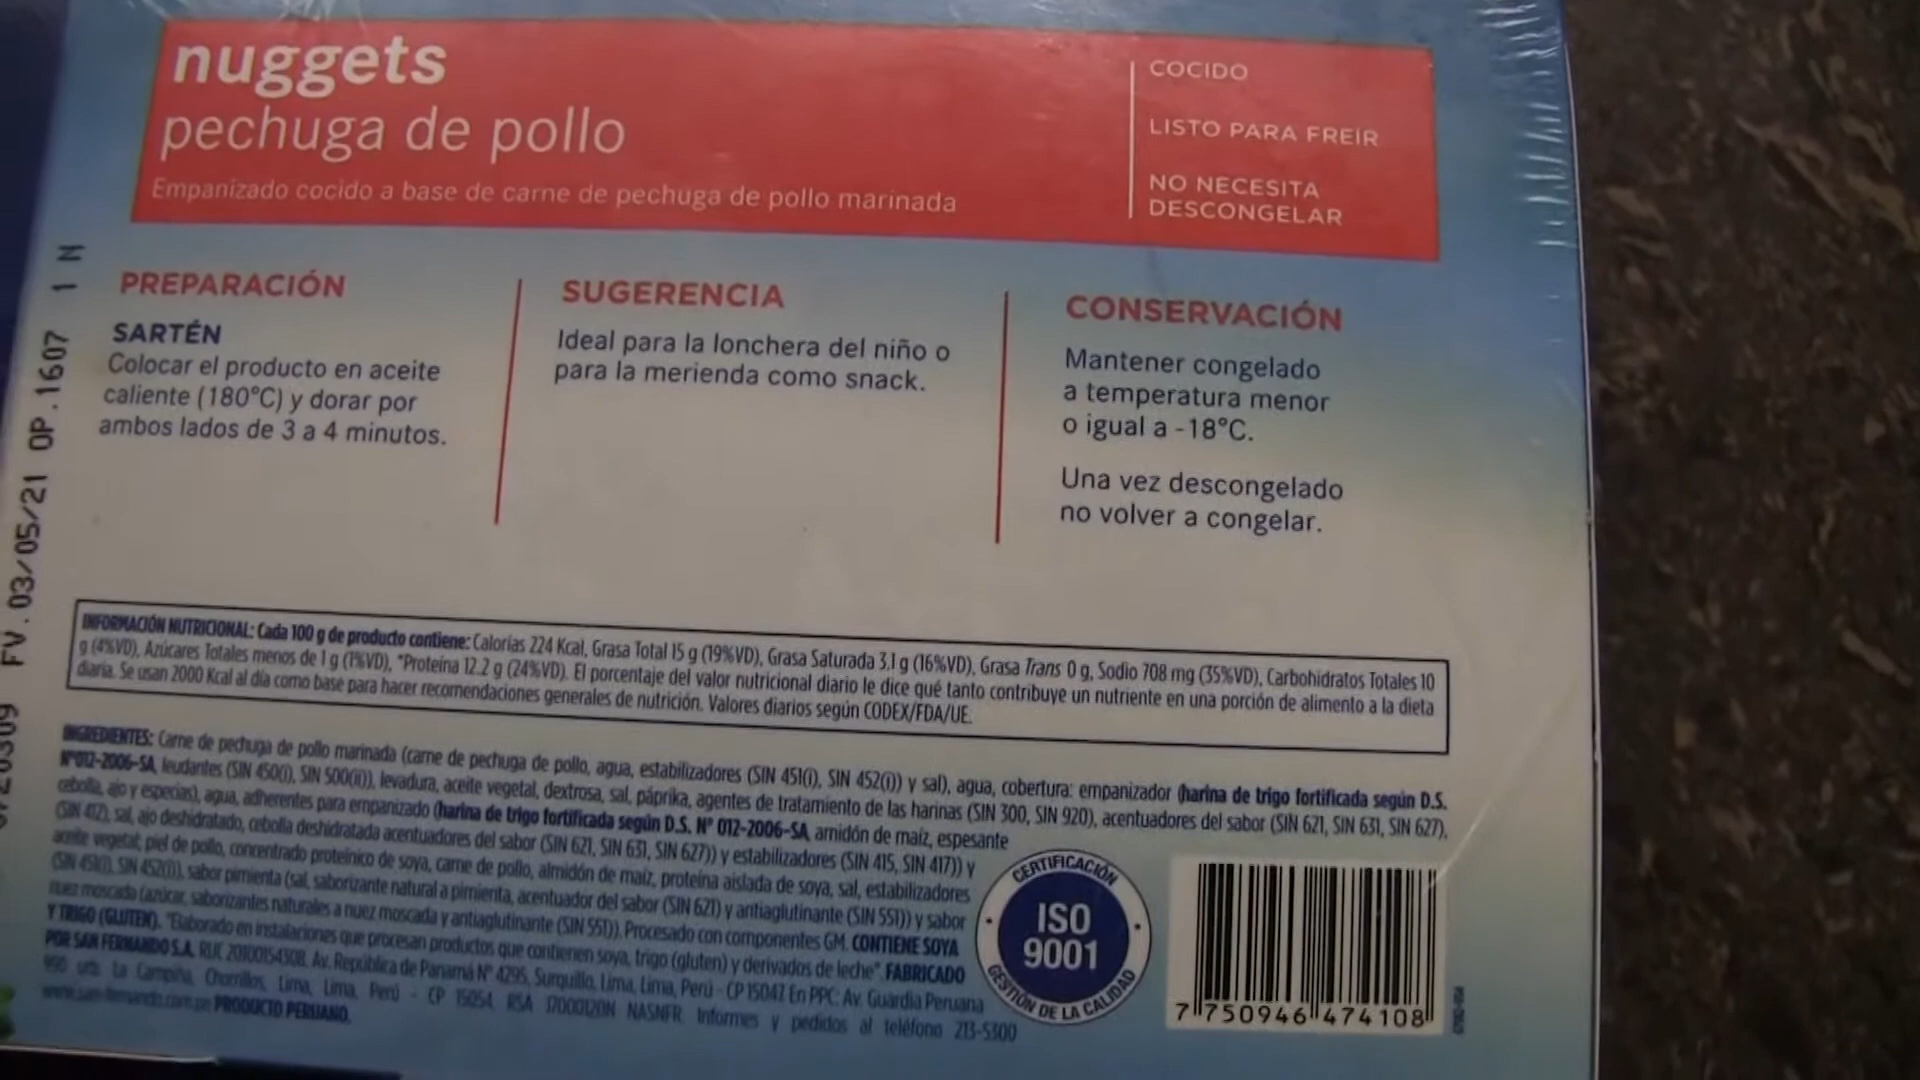 nuggets
pechuga de pollo
Empanizado cocido a base de carne de pechuga de pollo marinada
COCIDO
LISTO PARA FREIR
NO NECESITA
DESCONGELAR
PREPARACIÓN
SARTÉN
Colocar el producto en aceite
caliente (180°C) y dorar por
ambos lados de 3 a 4 minutos.
SUGERENCIA
Ideal para la lonchera del niño o
para la merienda como snack.
CONSERVACIÓN
Mantener congelado
a temperatura menor
o igual a -18°C.
Una vez descongelado
no volver a congelar.
FV.03/05/21 OP.1607 1 N
INFORMACIÓN NUTRICIONAL: Cada 100 g de producto contiene: Calorías 224 Kcal, Grasa Total 15 g (19%VD), Grasa Saturada 3.1 g (16%VD), Grasa Trans 0 g, Sodio 708 mg (35%VD), Carbohidratos Totales 10
g (4%VD), Azúcares Totales menos de 1 g (1%VD), *Proteína 12.2 g (24%VD). El porcentaje del valor nutricional diario le dice qué tanto contribuye un nutriente en una porción de alimento a la dieta
diaria. Se usan 2000 Kcal al día como base para hacer recomendaciones generales de nutrición. Valores diarios según CODEX/FDA/UE.
INGREDIENTES: Carne de pechuga de pollo marinada (carne de pechuga de pollo, agua, estabilizadores (SIN 451(i), SIN 452(i)) y sal), agua, cobertura: empanizador (harina de trigo fortificada según D.S.
N°012-2006-SA, leudantes (SIN 450(i), SIN 500(ii)), levadura, aceite vegetal, dextrosa, sal, páprika, agentes de tratamiento de las harinas (SIN 300, SIN 920), acentuadores del sabor (SIN 621, SIN 631, SIN 627),
cebolla, ajo y especias), agua, adherentes para empanizado (harina de trigo fortificada según D.S. N° 012-2006-SA, amidón de maíz, espesante
(SIN 412), sal, ajo deshidratado, cebolla deshidratada acentuadores del sabor (SIN 621, SIN 631, SIN 627)) y estabilizadores (SIN 415, SIN 417)) y
aceite vegetal, piel de pollo, concentrado proteínico de soya, carne de pollo, almidón de maíz, proteína aislada de soya, sal, estabilizadores
(SIN 451(i), SIN 452(i)), sabor pimienta (sal, saborizante natural a pimienta, acentuador del sabor (SIN 621) y antiaglutinante (SIN 551)) y sabor
nuez moscada (azúcar, saborizantes naturales a nuez moscada y antiaglutinante (SIN 551)). Procesado con componentes GM. CONTIENE SOYA
Y TRIGO (GLUTEN). "Elaborado en instalaciones que procesan productos que contienen soya, trigo (gluten) y derivados de leche". FABRICADO
POR SAN FERNANDO S.A. RUC 20100154308. Av. República de Panamá N° 4295, Surquillo, Lima, Lima, Perú - CP 15047. En PPC: Av. Guardia Peruana
990 urb. La Campiña, Chorrillos, Lima, Lima, Perú - CP 15054. RSA NASNFR. Informes y pedidos al teléfono 213-5300
www.san-fernando.com.pe PRODUCTO PERUANO.
CERTIFICACIÓN
ISO
9001
GESTIÓN DE LA CALIDAD
7 750946 474108